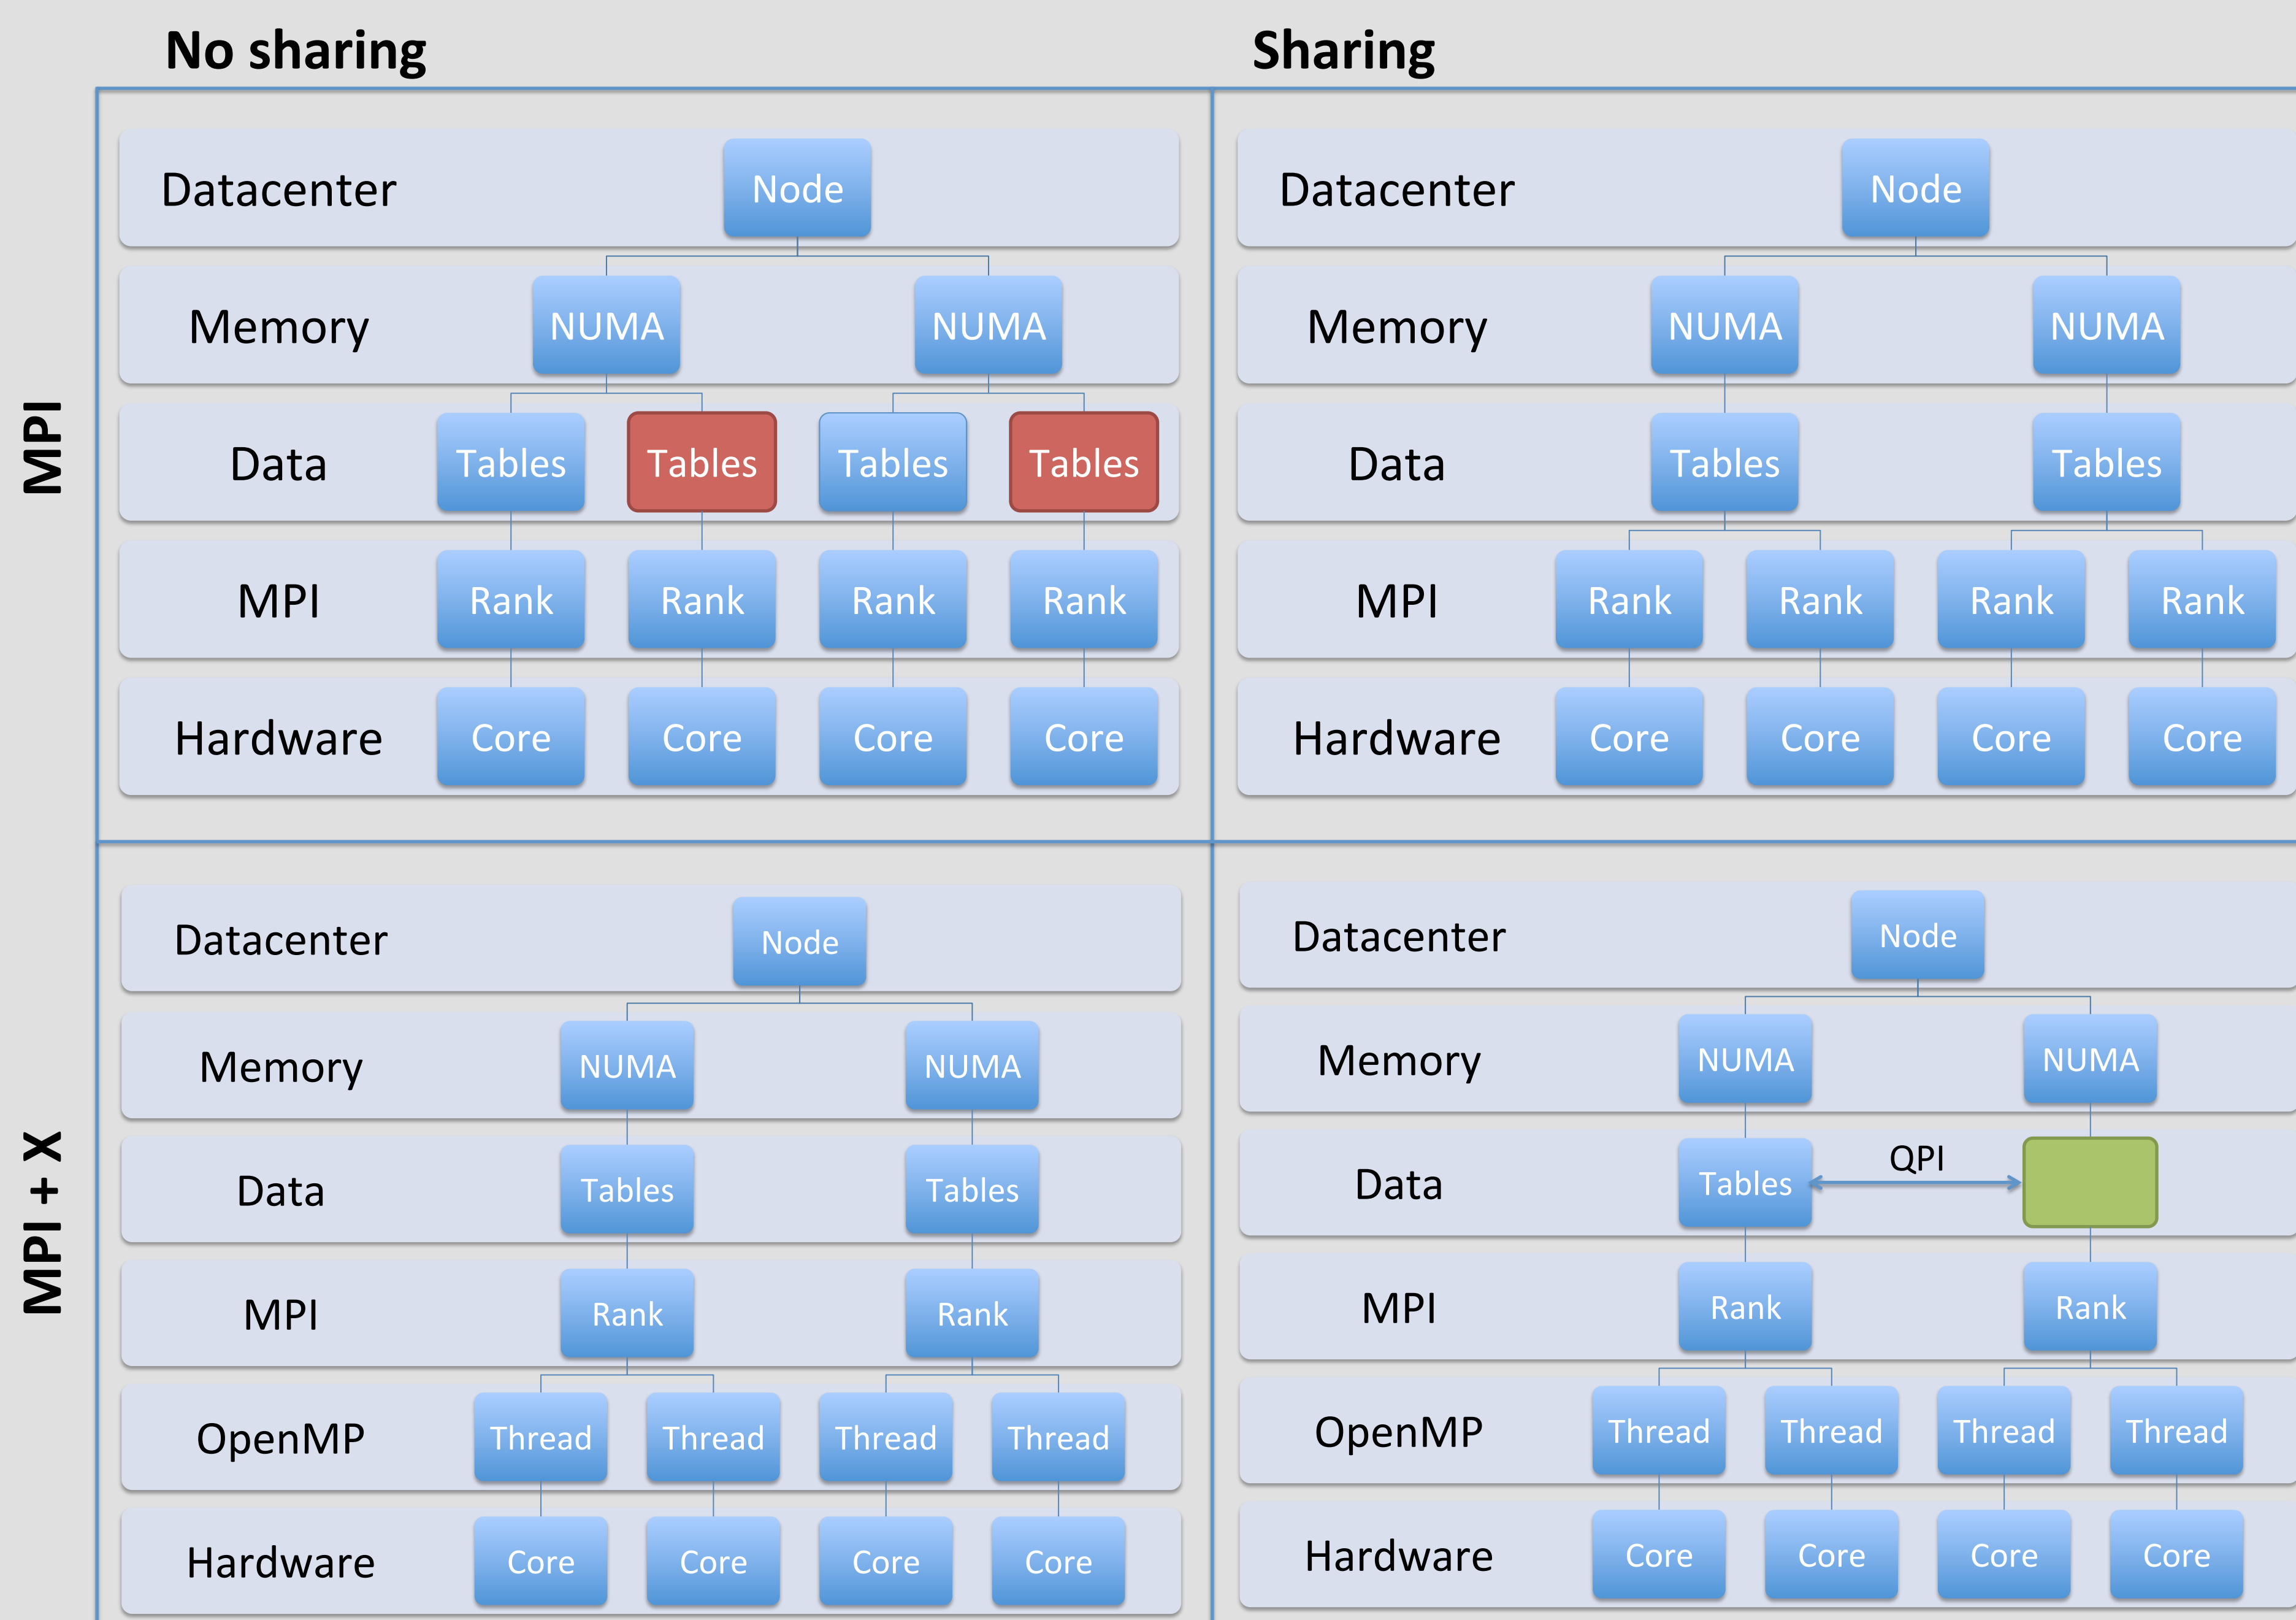 No sharing
Sharing
MPI
Datacenter
Node
Memory
NUMA NUMA
Data
Tables Tables Tables Tables
MPI
Rank Rank Rank Rank
Hardware
Core Core Core Core
Datacenter
Node
Memory
NUMA NUMA
Data
Tables Tables
MPI
Rank Rank Rank Rank
Hardware
Core Core Core Core
MPI + X
Datacenter
Node
Memory
NUMA NUMA
Data
Tables Tables
MPI
Rank Rank
OpenMP
Thread Thread Thread Thread
Hardware
Core Core Core Core
Datacenter
Node
Memory
NUMA NUMA
Data
Tables QPI
MPI
Rank Rank
OpenMP
Thread Thread Thread Thread
Hardware
Core Core Core Core